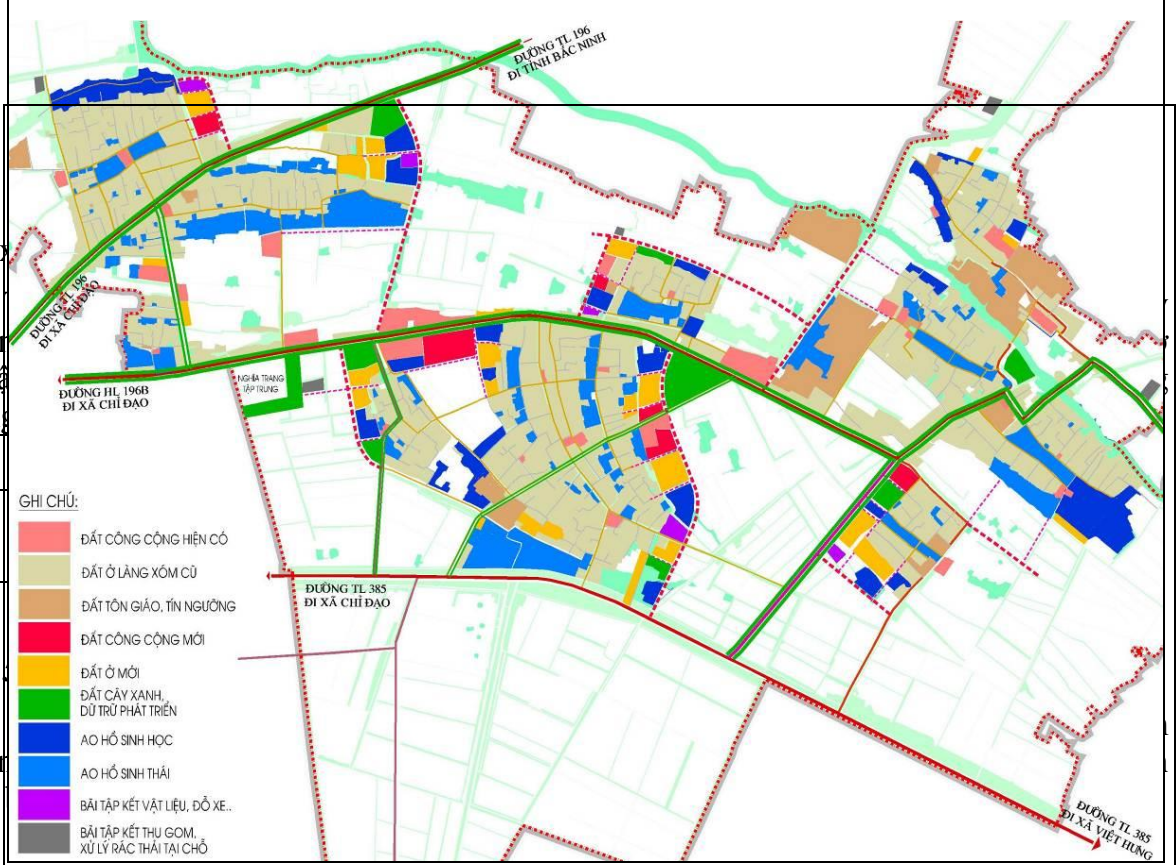 ĐƯỜNG TL 196
ĐI TỈNH BẮC NINH
ĐƯỜNG TL 196
ĐI XÃ CHỈ ĐẠO
ĐƯỜNG HL 196B
ĐI XÃ CHỈ ĐẠO
NGHĨA TRANG
TẬP TRUNG
GHI CHÚ:
ĐẤT CÔNG CỘNG HIỆN CÓ
ĐẤT Ở LÀNG XÓM CŨ
ĐẤT TÔN GIÁO, TÍN NGƯỠNG
ĐẤT CÔNG CỘNG MỚI
ĐẤT Ở MỚI
ĐẤT CÂY XANH,
DỮ TRỮ PHÁT TRIỂN
AO HỒ SINH HỌC
AO HỒ SINH THÁI
BÃI TẬP KẾT VẬT LIỆU, ĐỖ XE..
BÃI TẬP KẾT THU GOM,
XỬ LÝ RÁC THẢI TẠI CHỖ
ĐƯỜNG TL 385
ĐI XÃ CHỈ ĐẠO
ĐƯỜNG TL 385
ĐI XÃ VIỆT HƯNG